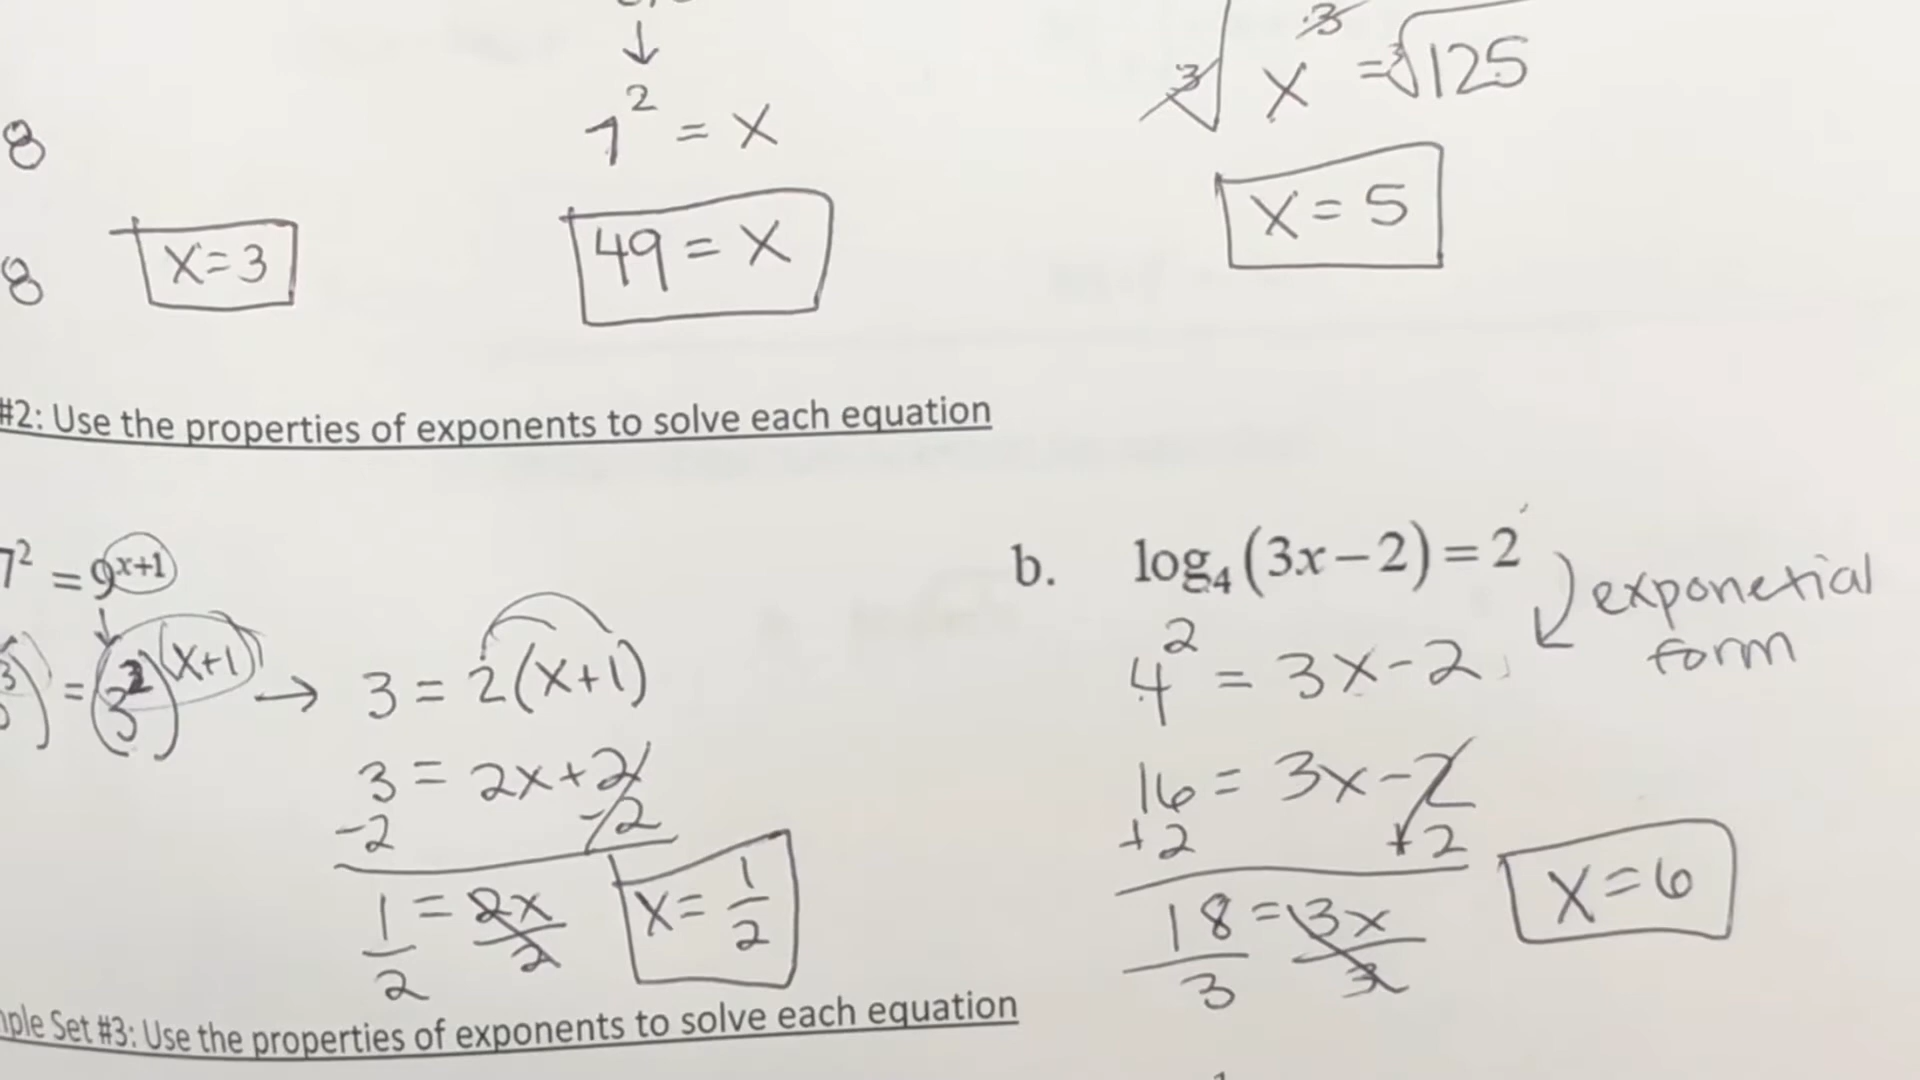 7² = x
³√x³ = ³√125
8
x = 3
49 = x
x = 5
8
#2: Use the properties of exponents to solve each equation
7² = 9^(x+1)
= (3²)^(x+1) → 3 = 2(x+1)
3 = 2x+2
-2 -2
1/2 = 2x/2
x = 1/2
b. log₄(3x−2)=2
exponetial
form
4² = 3x-2
16 = 3x-2
+2 +2
18/3 = 3x/3
x = 6
ple Set #3: Use the properties of exponents to solve each equation